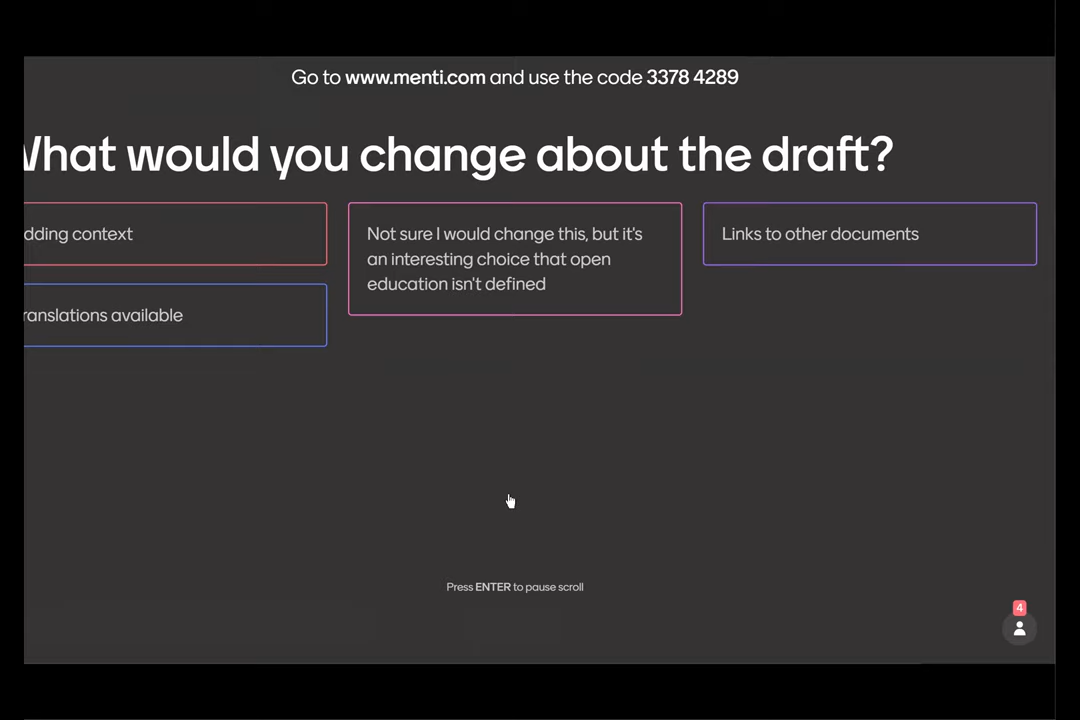 Go to www.menti.com and use the code 3378 4289
What would you change about the draft?
dding context
ranslations available
Not sure I would change this, but it's
an interesting choice that open
education isn't defined
Links to other documents
Press ENTER to pause scroll
4